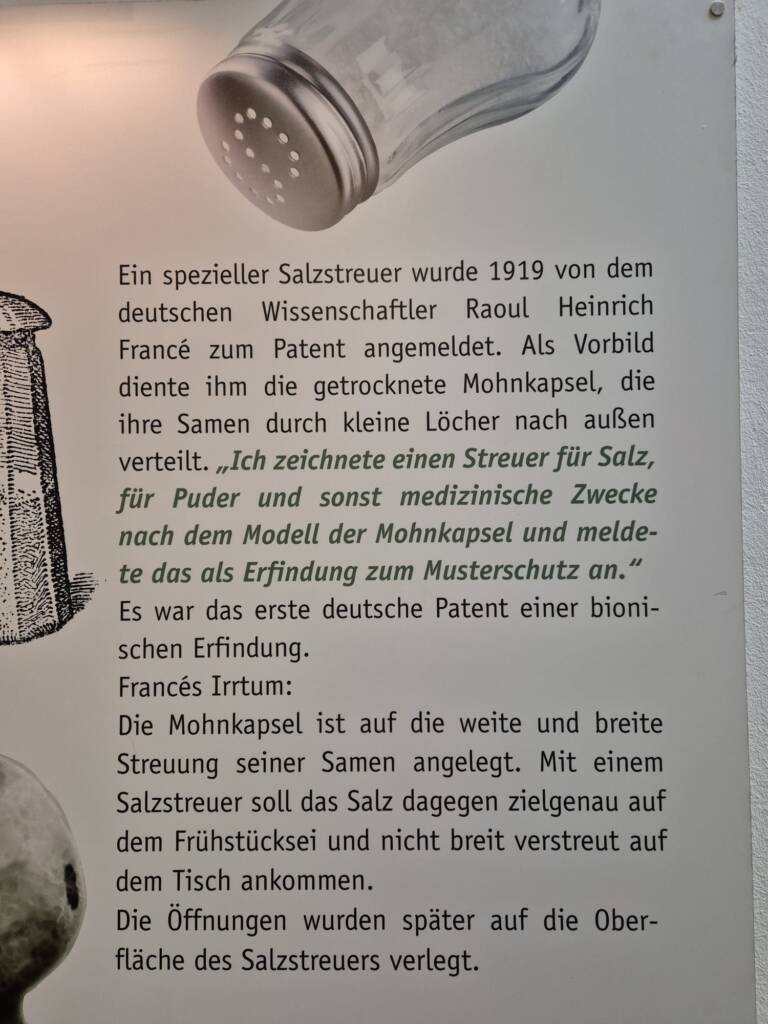 Ein spezieller Salzstreuer wurde 1919 von dem
deutschen Wissenschaftler Raoul Heinrich
Francé zum Patent angemeldet. Als Vorbild
diente ihm die getrocknete Mohnkapsel, die
ihre Samen durch kleine Löcher nach außen
verteilt. „Ich zeichnete einen Streuer für Salz,
für Puder und sonst medizinische Zwecke
nach dem Modell der Mohnkapsel und melde-
te das als Erfindung zum Musterschutz an.“
Es war das erste deutsche Patent einer bioni-
schen Erfindung.
Francés Irrtum:
Die Mohnkapsel ist auf die weite und breite
Streuung seiner Samen angelegt. Mit einem
Salzstreuer soll das Salz dagegen zielgenau auf
dem Frühstücksei und nicht breit verstreut auf
dem Tisch ankommen.
Die Öffnungen wurden später auf die Ober-
fläche des Salzstreuers verlegt.